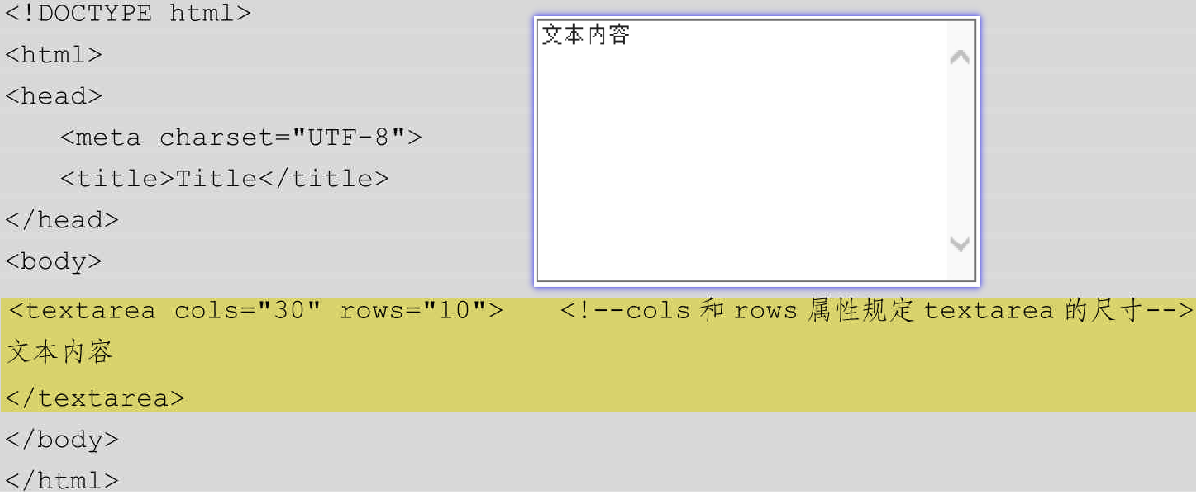 <!DOCTYPE html>
<html>
<head>
<meta charset="UTF-8">
<title>Title</title>
</head>
<body>
<textarea cols="30" rows="10"> <!--cols 和 rows 属性规定 textarea 的尺寸-->
文本内容
</textarea>
</body>
</html>
文本内容